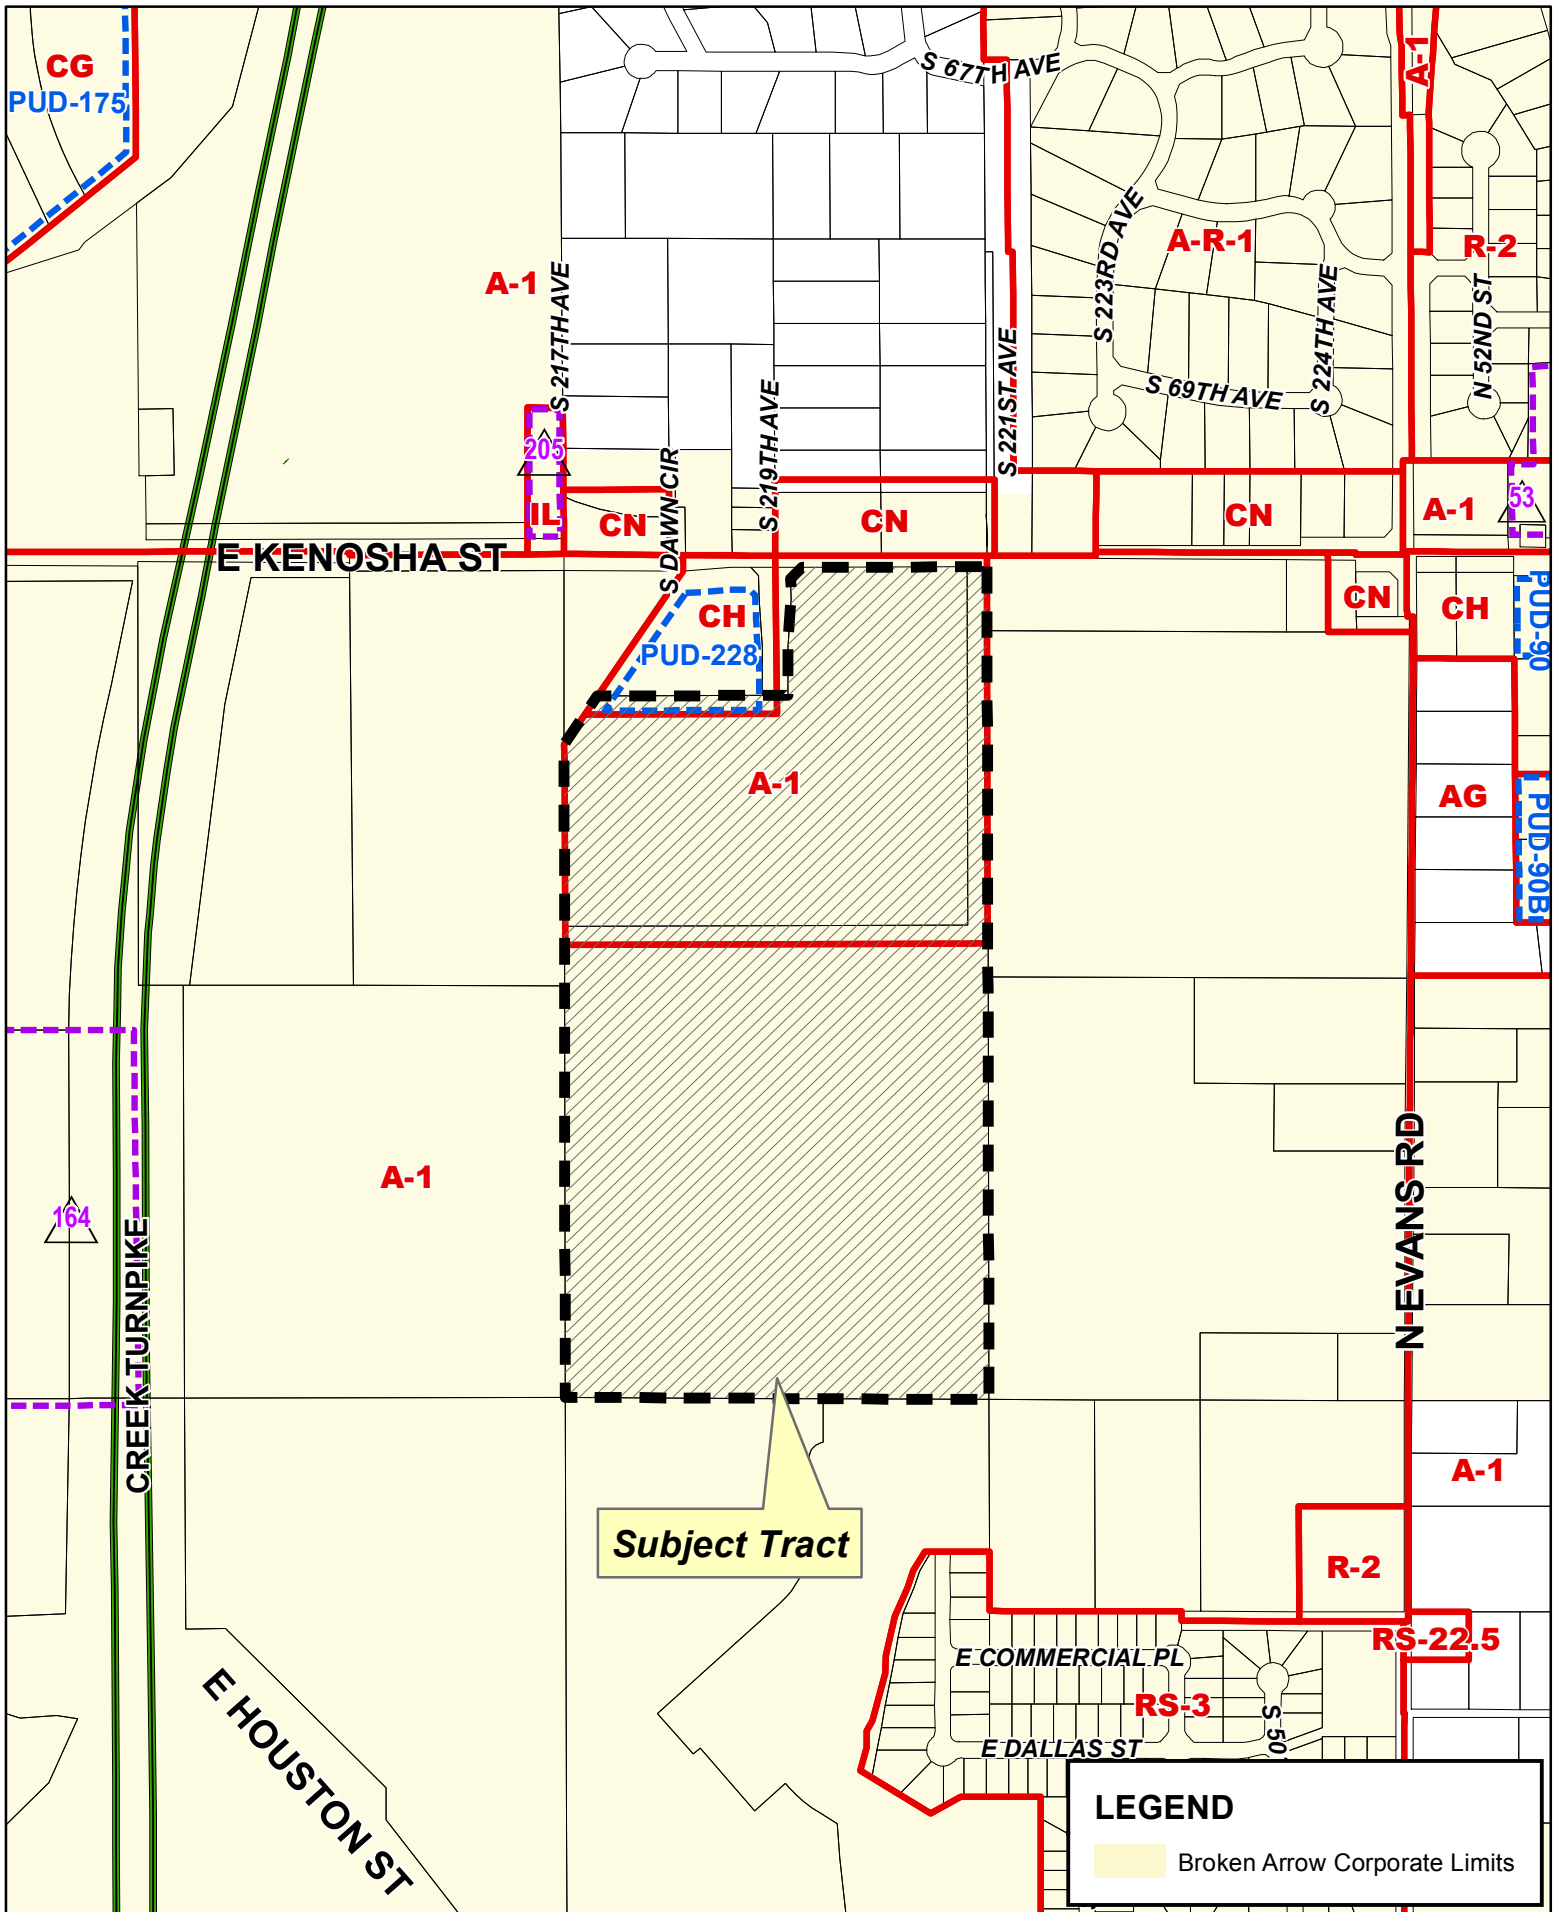 CG
PUD-175
S 67TH AVE
A-1
A-1
S 217TH AVE
S 223RD AVE
A-R-1
R-2
S 224TH AVE
N 52ND ST
S 221ST AVE
S 69TH AVE
S 219TH AVE
S DAWN CIR
205
IL
CN
CN
CN
A-1
53
E KENOSHA ST
CH
PUD-228
CN
CH
PUD-90
A-1
AG
PUD-90B
A-1
164
CREEK TURNPIKE
N EVANS RD
A-1
Subject Tract
R-2
RS-22.5
E COMMERCIAL PL
RS-3
S 50
E DALLAS ST
E HOUSTON ST
LEGEND
Broken Arrow Corporate Limits